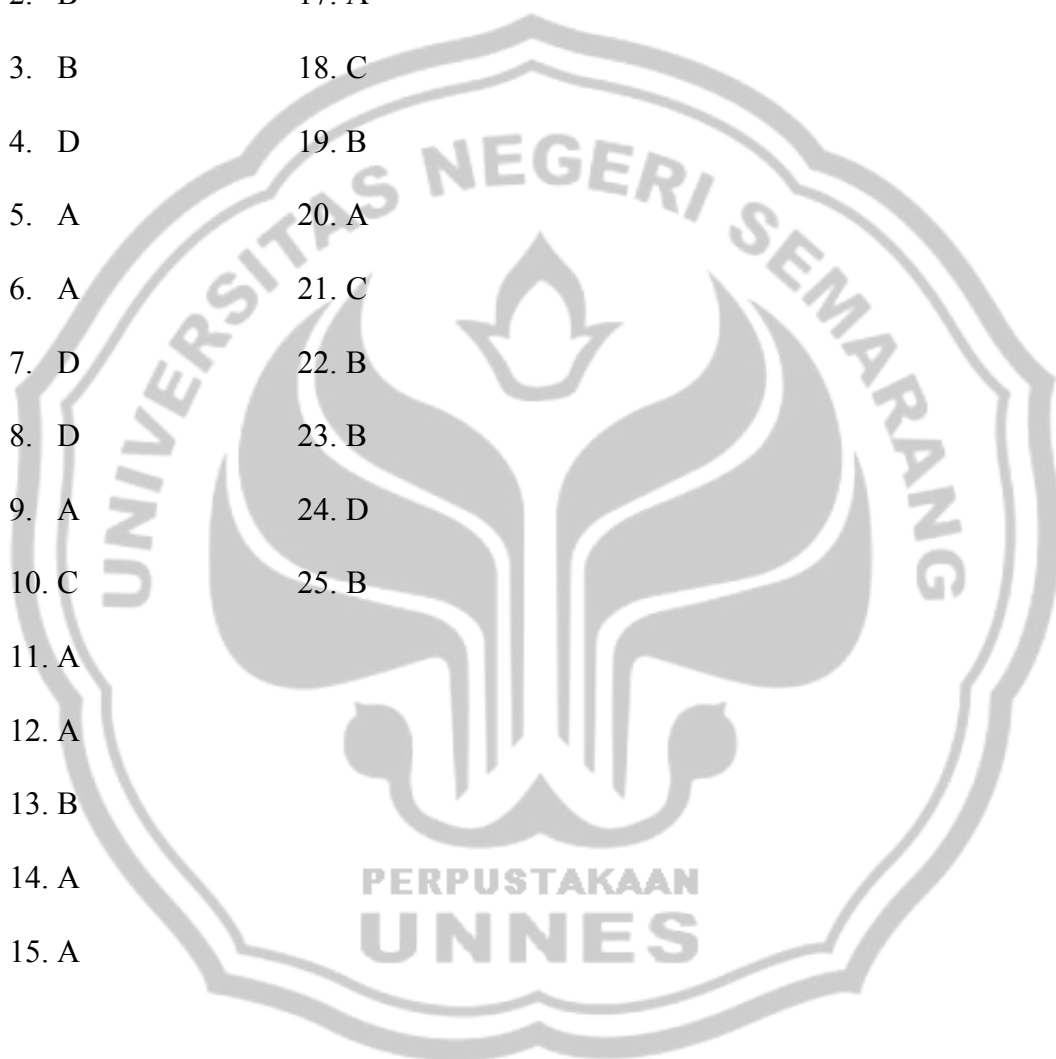 3. B
4. D
5. A
6. A
7. D
8. D
9. A
10. C
11. A
12. A
13. B
14. A
15. A
17. A
18. C
19. B
20. A
21. C
22. B
23. B
24. D
25. B
UNIVERSITAS NEGERI SEMARANG
PERPUSTAKAAN
UNNES